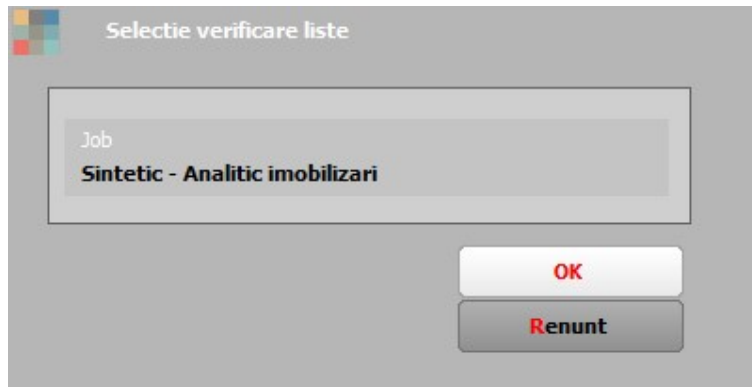 Selectie verificare liste
Job
Sintetic - Analitic imobilizari
OK
Renunt